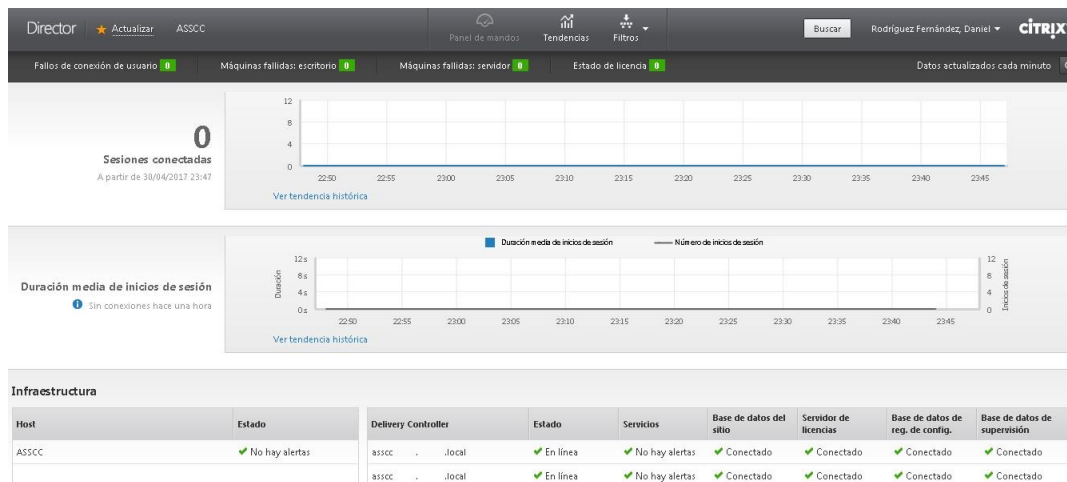 Director ★ Actualizar ASSCC Panel de mandos Tendencias Filtros Buscar Rodríguez Fernández, Daniel CITRIX
Fallos de conexión de usuario 0 Máquinas fallidas: escritorio 0 Máquinas fallidas: servidor 0 Estado de licencia 0 Datos actualizados cada minuto
0
Sesiones conectadas
A partir de 30/04/2017 23:47
12
8
4
0
22:50 22:55 23:00 23:05 23:10 23:15 23:20 23:25 23:30 23:35 23:40 23:45
Ver tendencia histórica
Duración media de inicios de sesión Número de inicios de sesión
Duración media de inicios de sesión
Sin conexiones hace una hora
Duración
12 s
8 s
4 s
0 s
12
8
4
0
Inicios de sesión
22:50 22:55 23:00 23:05 23:10 23:15 23:20 23:25 23:30 23:35 23:40 23:45
Ver tendencia histórica
Infraestructura
Host Estado Delivery Controller Estado Servicios Base de datos del sitio Servidor de licencias Base de datos de reg. de config. Base de datos de supervisión
ASSCC No hay alertas asscc . .local En línea No hay alertas Conectado Conectado Conectado Conectado
asscc . .local En línea No hay alertas Conectado Conectado Conectado Conectado